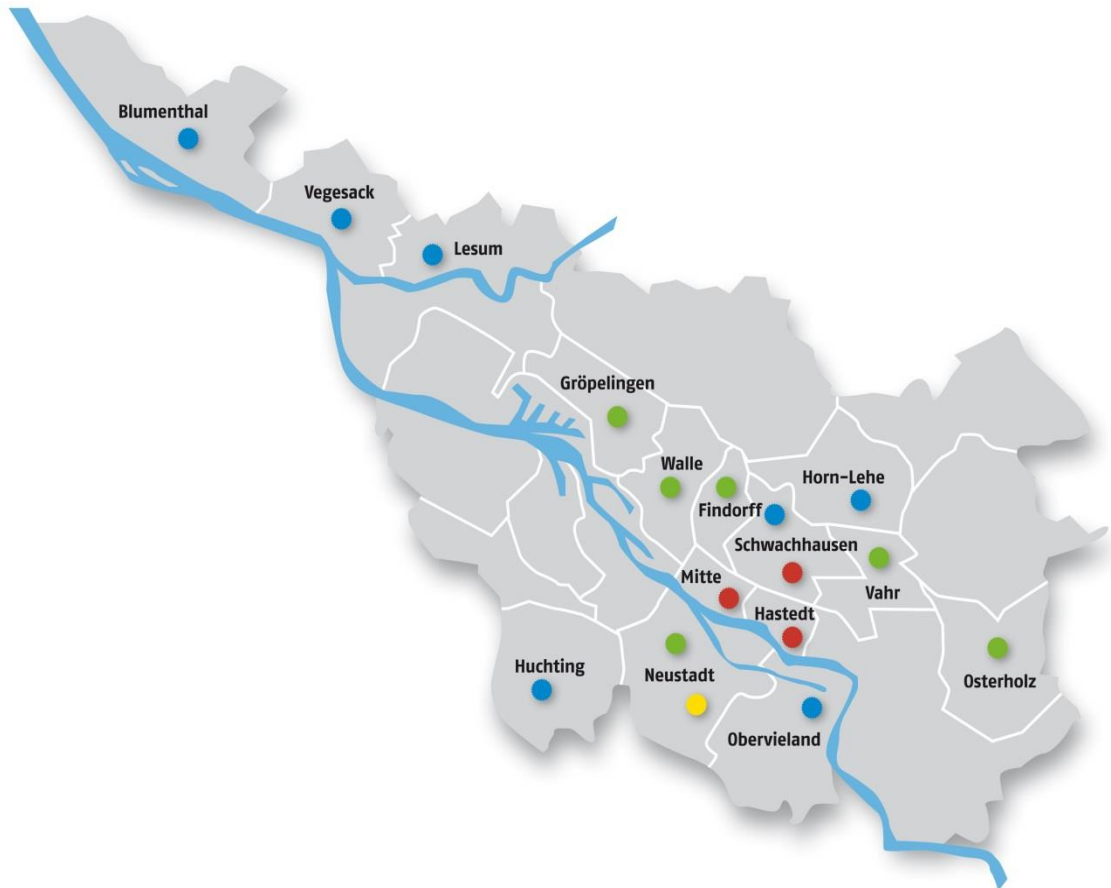 Blumenthal
Vegesack
Lesum
Gröpelingen
Walle
Horn-Lehe
Findorff
Schwachhausen
Mitte
Vahr
Hastedt
Huchting
Neustadt
Osterholz
Obervieland